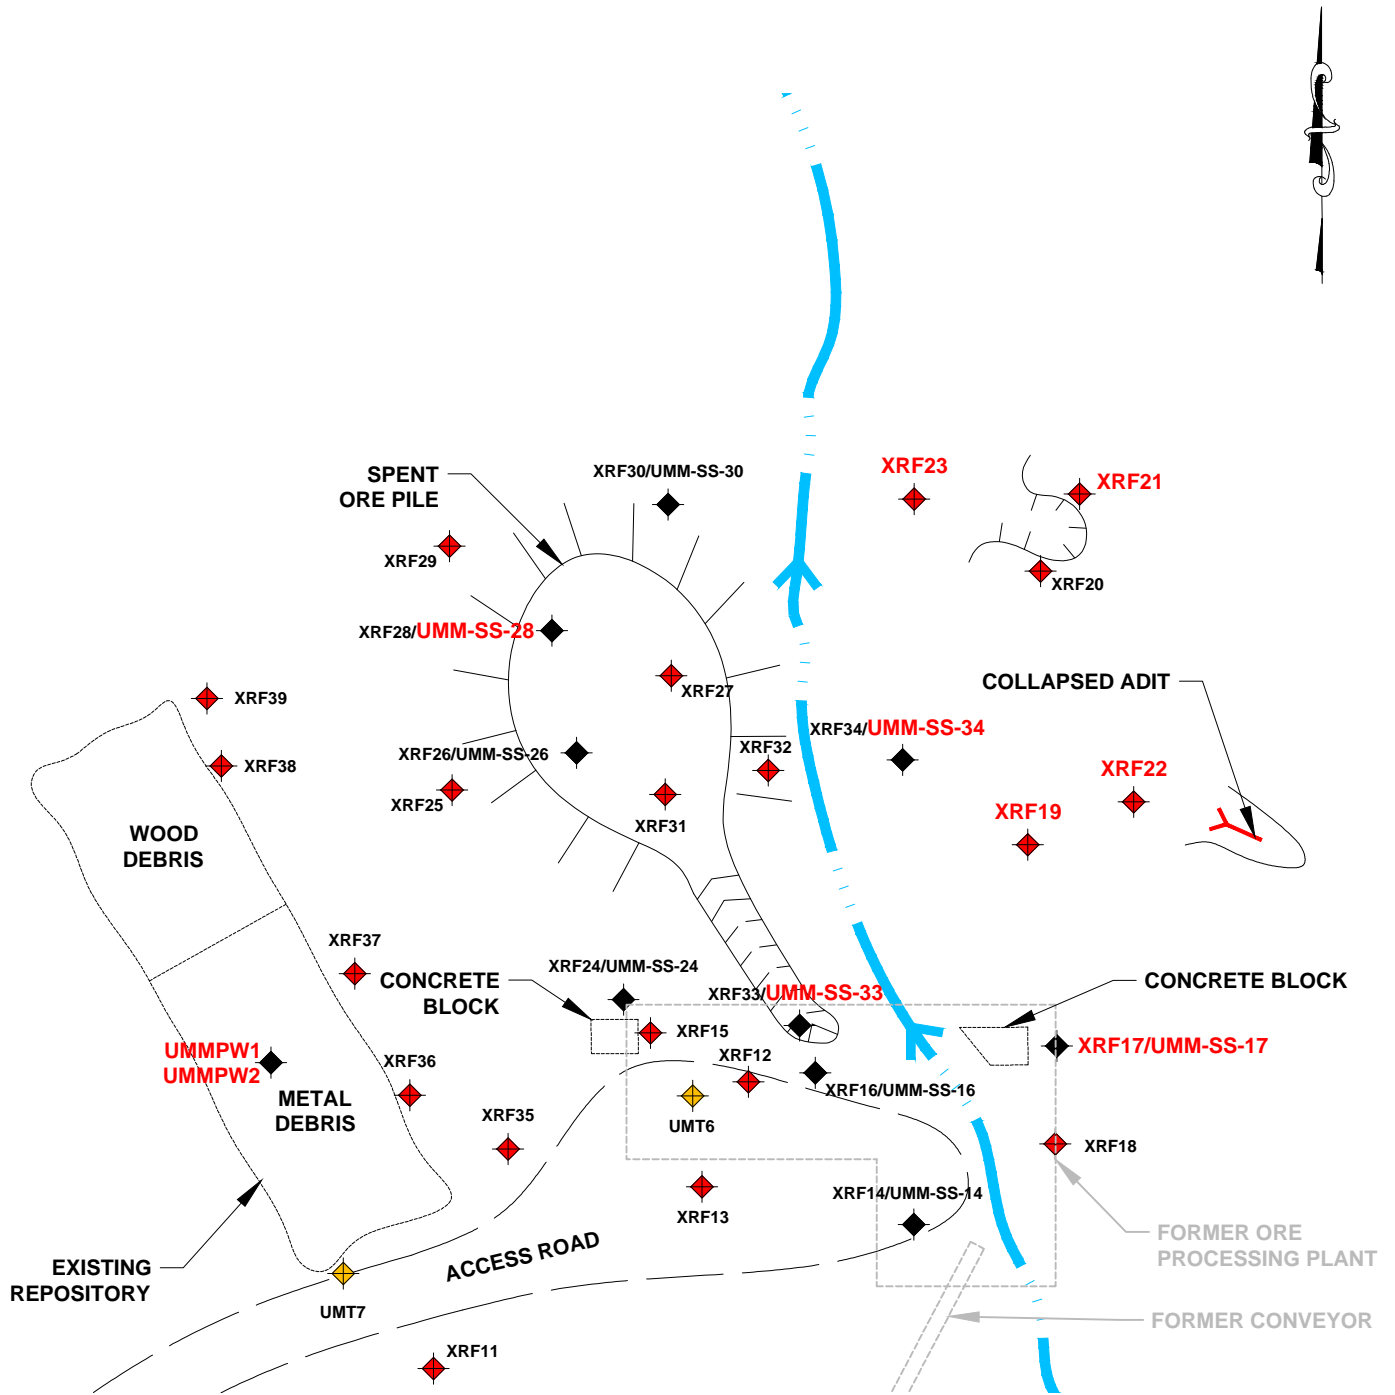 SPENT
ORE PILE
XRF30/UMM-SS-30
XRF23
XRF21
XRF29
XRF20
XRF28/UMM-SS-28
XRF27
COLLAPSED ADIT
XRF39
XRF34/UMM-SS-34
XRF26/UMM-SS-26
XRF32
XRF38
XRF22
XRF25
XRF19
XRF31
WOOD
DEBRIS
XRF37
XRF24/UMM-SS-24
CONCRETE
BLOCK
XRF33/UMM-SS-33
CONCRETE BLOCK
XRF15
XRF17/UMM-SS-17
UMMPW1
UMMPW2
XRF36
XRF12
XRF16/UMM-SS-16
METAL
DEBRIS
XRF35
UMT6
XRF18
XRF14/UMM-SS-14
XRF13
FORMER ORE
PROCESSING PLANT
ACCESS ROAD
EXISTING
REPOSITORY
UMT7
FORMER CONVEYOR
XRF11